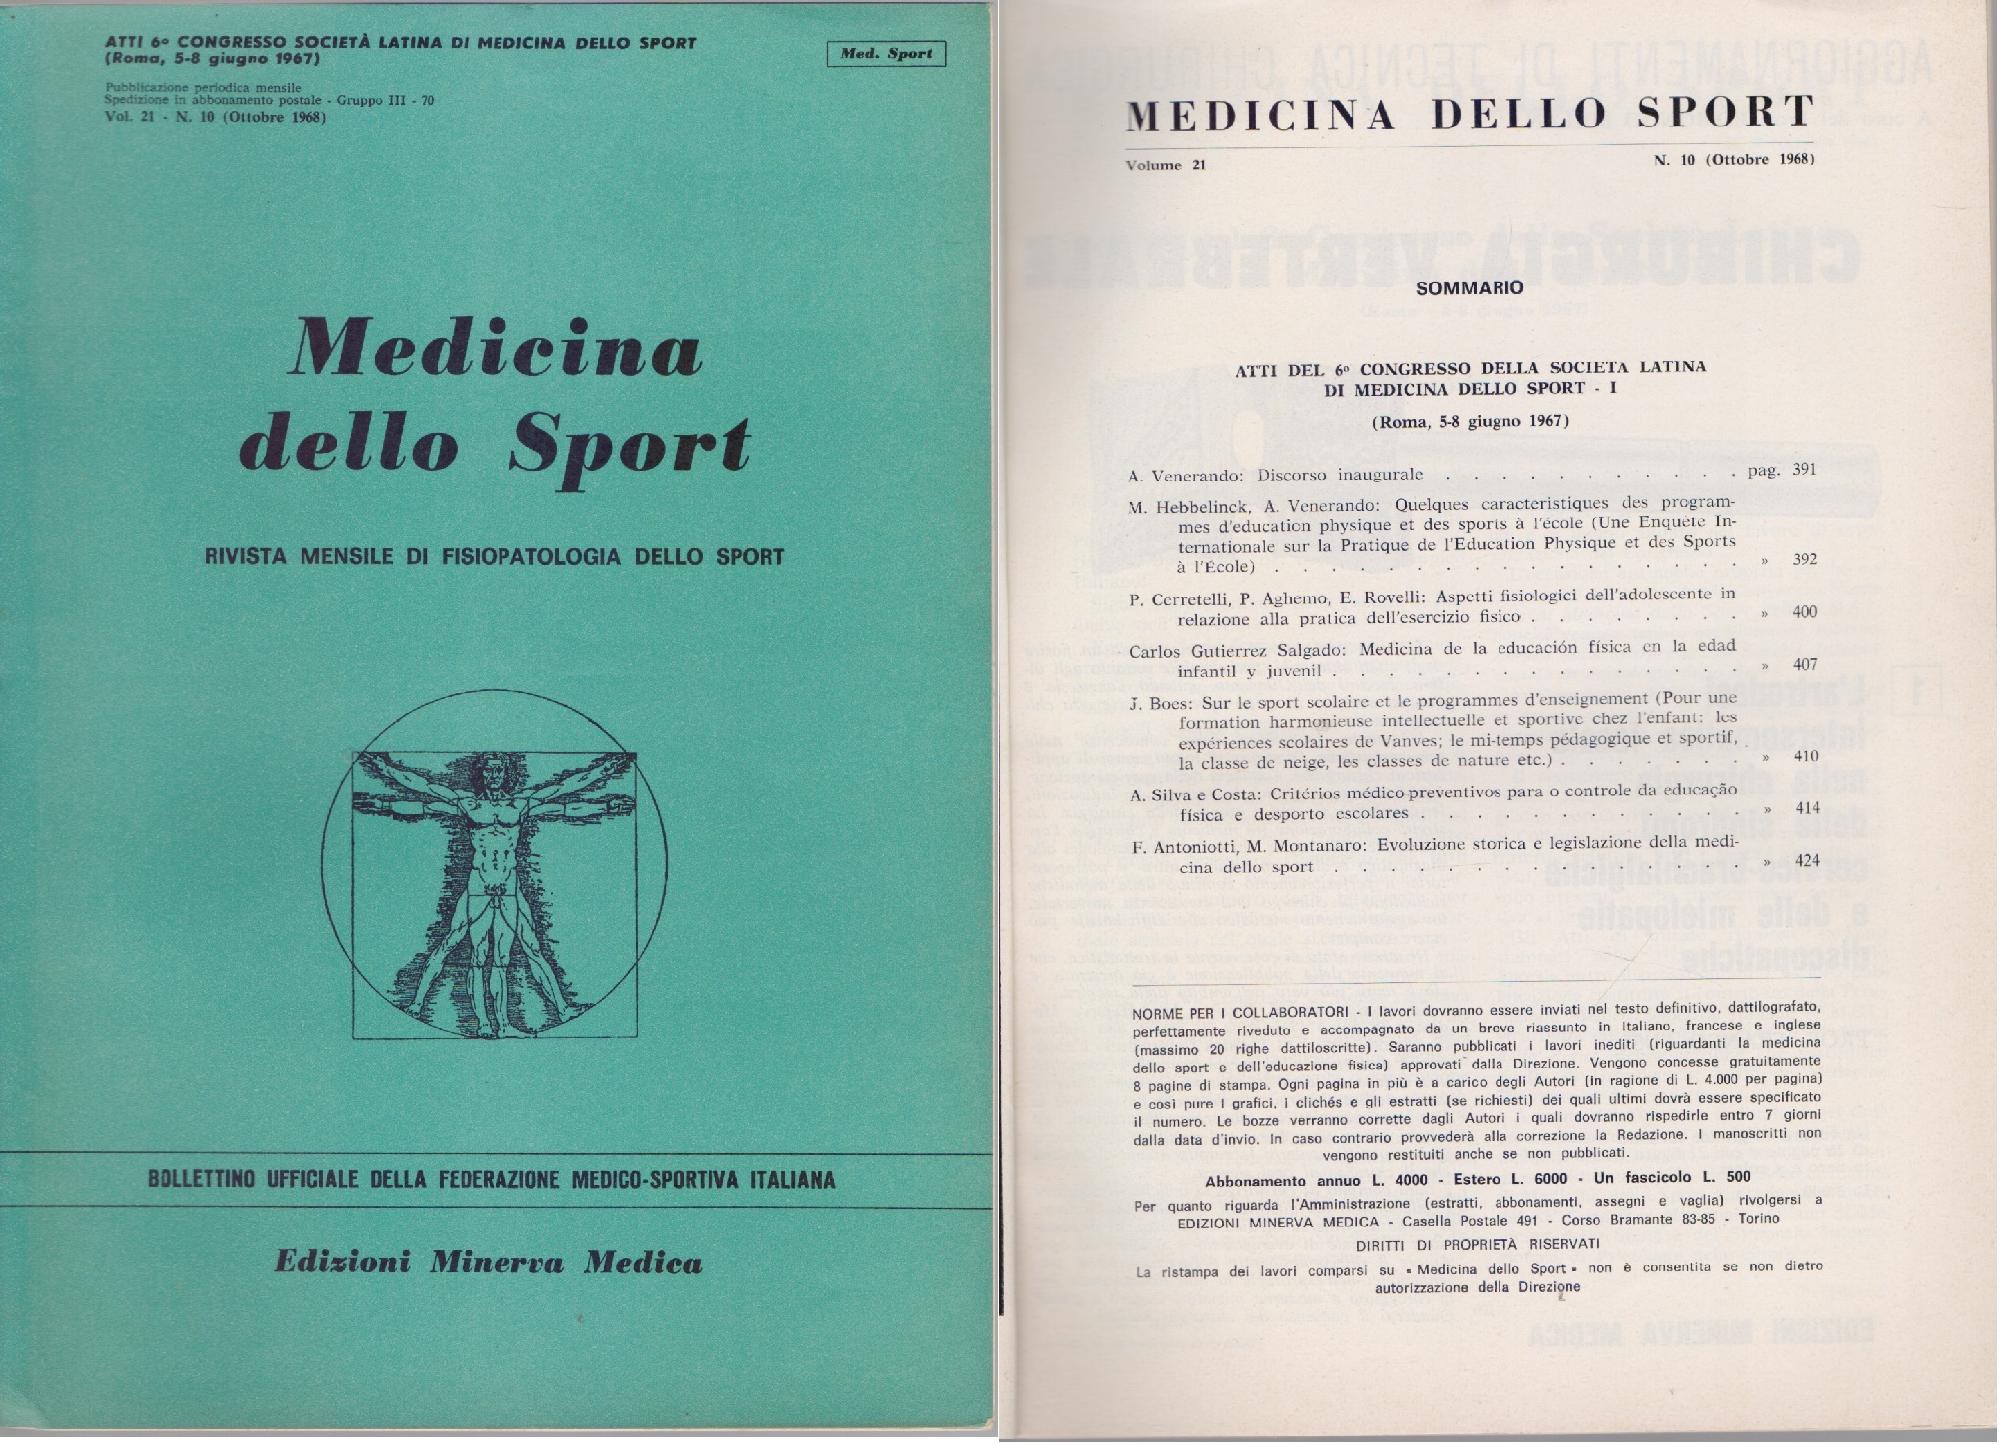 ATTI 6º CONGRESSO SOCIETÀ LATINA DI MEDICINA DELLO SPORT
(Roma, 5-8 giugno 1967)
Med. Sport
Pubblicazione periodica mensile
Spedizione in abbonamento postale - Gruppo III - 70
Vol. 21 - N. 10 (Ottobre 1968)
Medicina
dello Sport
RIVISTA MENSILE DI FISIOPATOLOGIA DELLO SPORT
BOLLETTINO UFFICIALE DELLA FEDERAZIONE MEDICO-SPORTIVA ITALIANA
Edizioni Minerva Medica
MEDICINA DELLO SPORT
Volume 21 N. 10 (Ottobre 1968)
SOMMARIO
ATTI DEL 6º CONGRESSO DELLA SOCIETA LATINA
DI MEDICINA DELLO SPORT - I
(Roma, 5-8 giugno 1967)
A. Venerando: Discorso inaugurale . . . . . . . . . . . pag. 391
M. Hebbelinck, A. Venerando: Quelques caracteristiques des program-
mes d'education physique et des sports à l'école (Une Enquête In-
ternationale sur la Pratique de l'Education Physique et des Sports
à l'École) . . . . . . . . . . . . . . . . . » 392
P. Cerretelli, P. Aghemo, E. Rovelli: Aspetti fisiologici dell'adolescente in
relazione alla pratica dell'esercizio fisico . . . . . . . . » 400
Carlos Gutierrez Salgado: Medicina de la educación física en la edad
infantil y juvenil . . . . . . . . . . . . . . . » 407
J. Boes: Sur le sport scolaire et le programmes d'enseignement (Pour une
formation harmonieuse intellectuelle et sportive chez l'enfant: les
expériences scolaires de Vanves; le mi-temps pédagogique et sportif,
la classe de neige, les classes de nature etc.) . . . . . . . » 410
A. Silva e Costa: Critérios médico-preventivos para o controle da educação
física e desporto escolares . . . . . . . . . . . . » 414
F. Antoniotti, M. Montanaro: Evoluzione storica e legislazione della medi-
cina dello sport . . . . . . . . . . . . . . . » 424
NORME PER I COLLABORATORI - I lavori dovranno essere inviati nel testo definitivo, dattilografato,
perfettamente riveduto e accompagnato da un breve riassunto in italiano, francese e inglese
(massimo 20 righe dattiloscritte). Saranno pubblicati i lavori inediti (riguardanti la medicina
dello sport e dell'educazione fisica) approvati dalla Direzione. Vengono concesse gratuitamente
8 pagine di stampa. Ogni pagina in più è a carico degli Autori (in ragione di L. 4.000 per pagina)
e così pure i grafici, i clichés e gli estratti (se richiesti) dei quali ultimi dovrà essere specificato
il numero. Le bozze verranno corrette dagli Autori i quali dovranno rispedirle entro 7 giorni
dalla data d'invio. In caso contrario provvederà alla correzione la Redazione. I manoscritti non
vengono restituiti anche se non pubblicati.
Abbonamento annuo L. 4000 - Estero L. 6000 - Un fascicolo L. 500
Per quanto riguarda l'Amministrazione (estratti, abbonamenti, assegni e vaglia) rivolgersi a
EDIZIONI MINERVA MEDICA - Casella Postale 491 - Corso Bramante 83-85 - Torino
DIRITTI DI PROPRIETÀ RISERVATI
La ristampa dei lavori comparsi su « Medicina dello Sport » non è consentita se non dietro
autorizzazione della Direzione